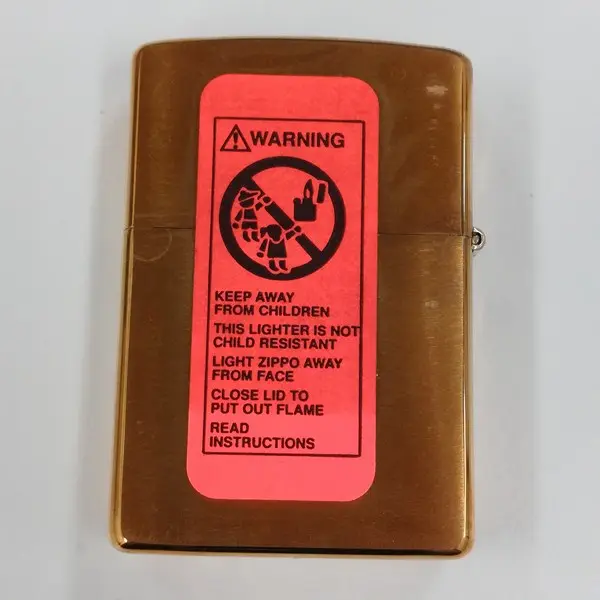 WARNING
KEEP AWAY
FROM CHILDREN
THIS LIGHTER IS NOT
CHILD RESISTANT
LIGHT ZIPPO AWAY
FROM FACE
CLOSE LID TO
PUT OUT FLAME
READ
INSTRUCTIONS